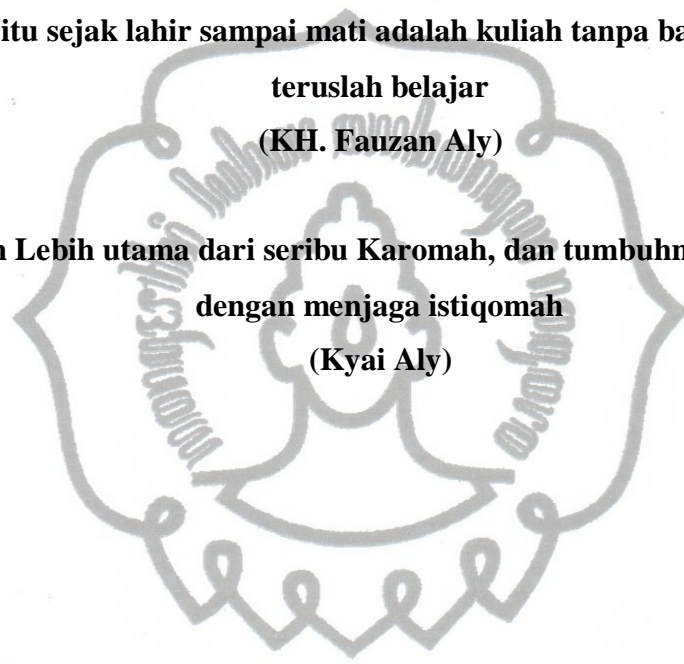 itu sejak lahir sampai mati adalah kuliah tanpa ba
teruslah belajar
(KH. Fauzan Aly)
n Lebih utama dari seribu Karomah, dan tumbuhn
dengan menjaga istiqomah
(Kyai Aly)